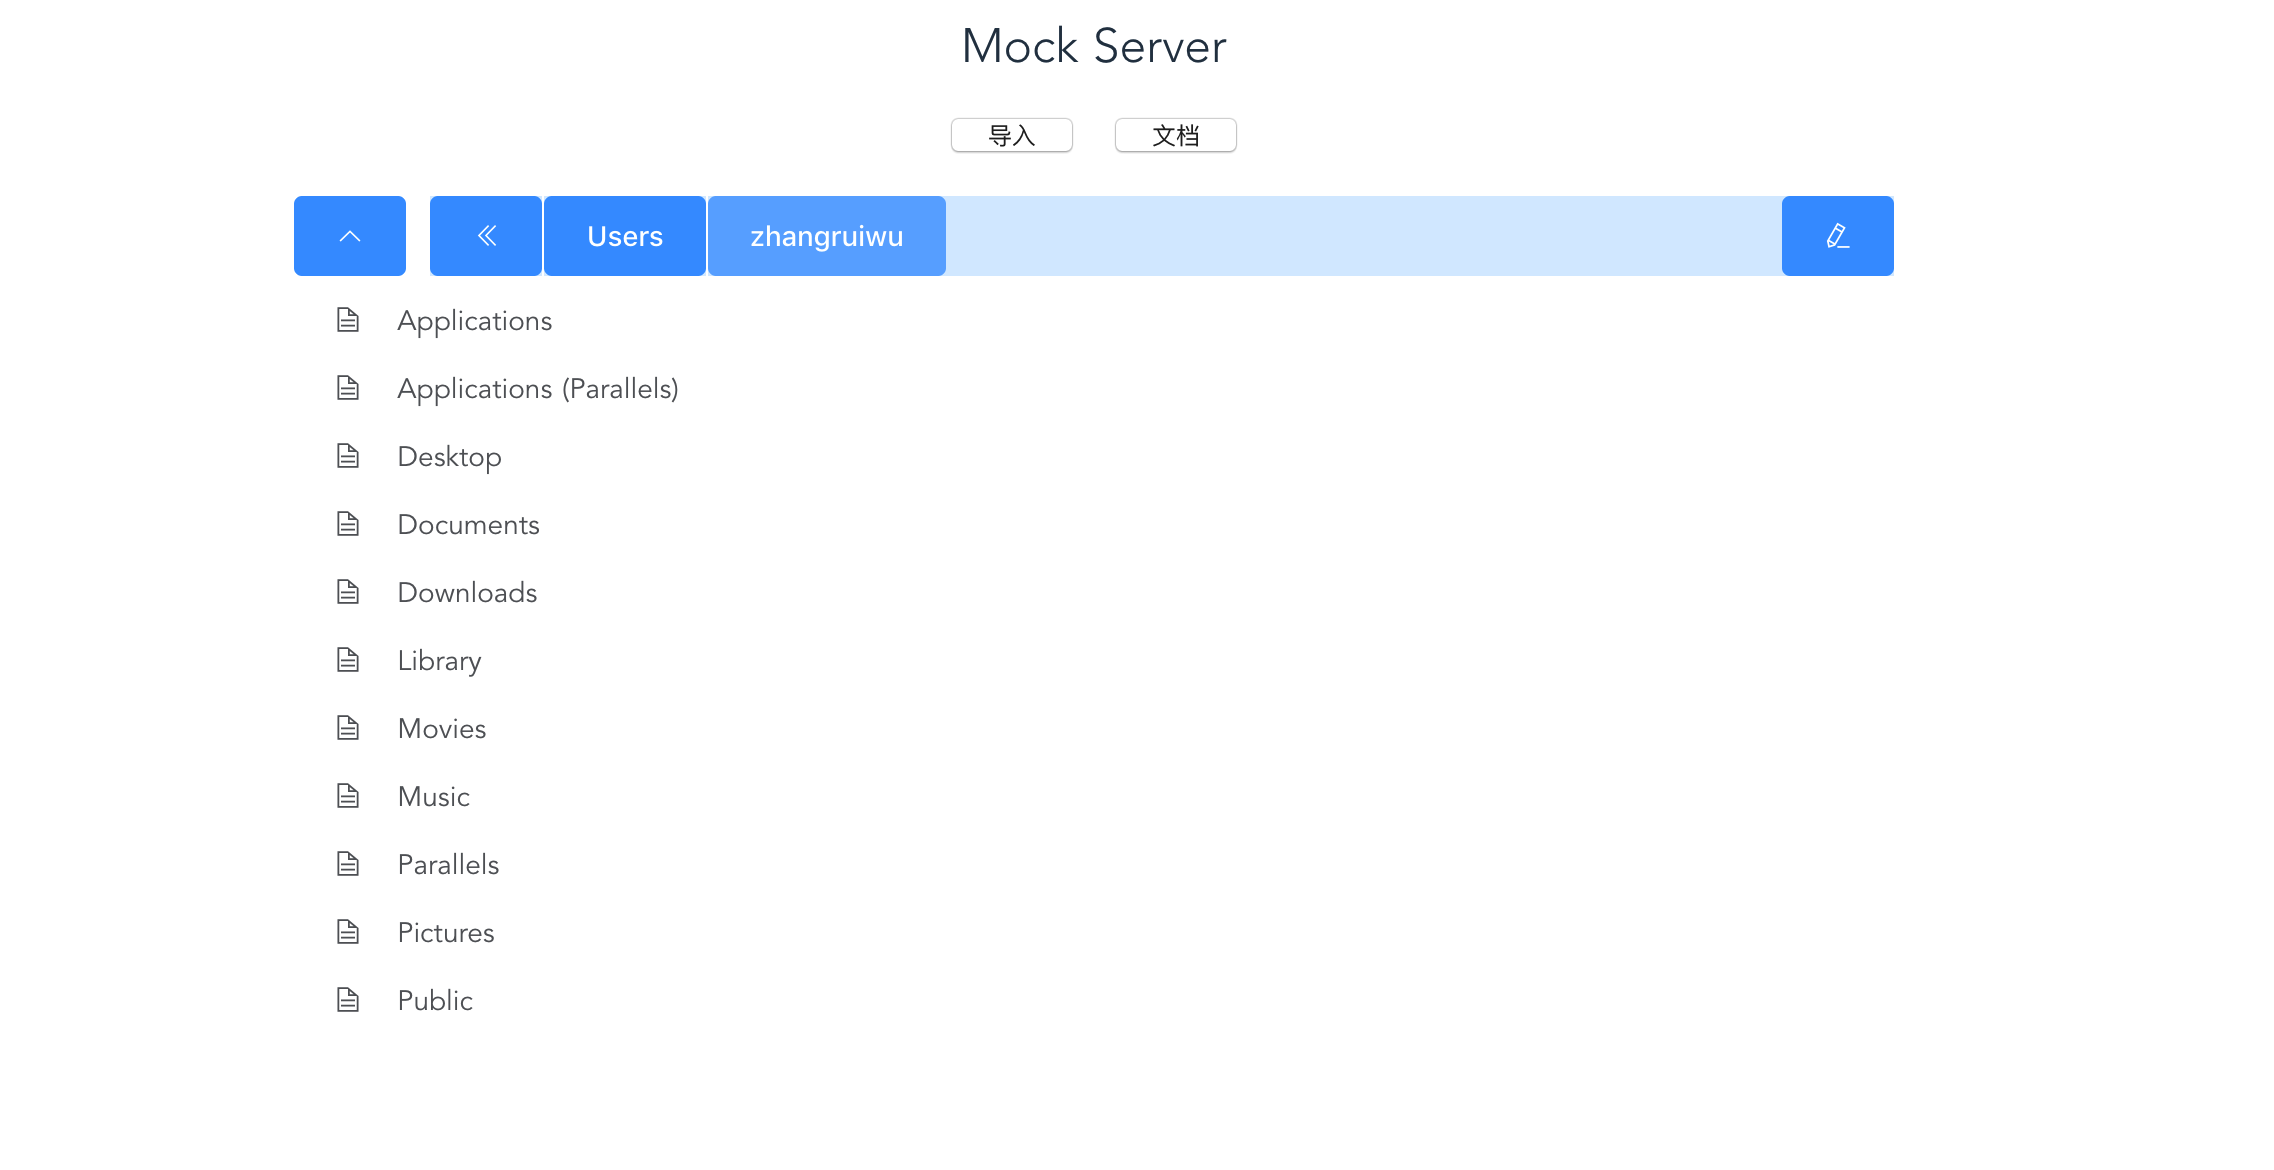 Mock Server
导入 文档
Users zhangruiwu
Applications
Applications (Parallels)
Desktop
Documents
Downloads
Library
Movies
Music
Parallels
Pictures
Public